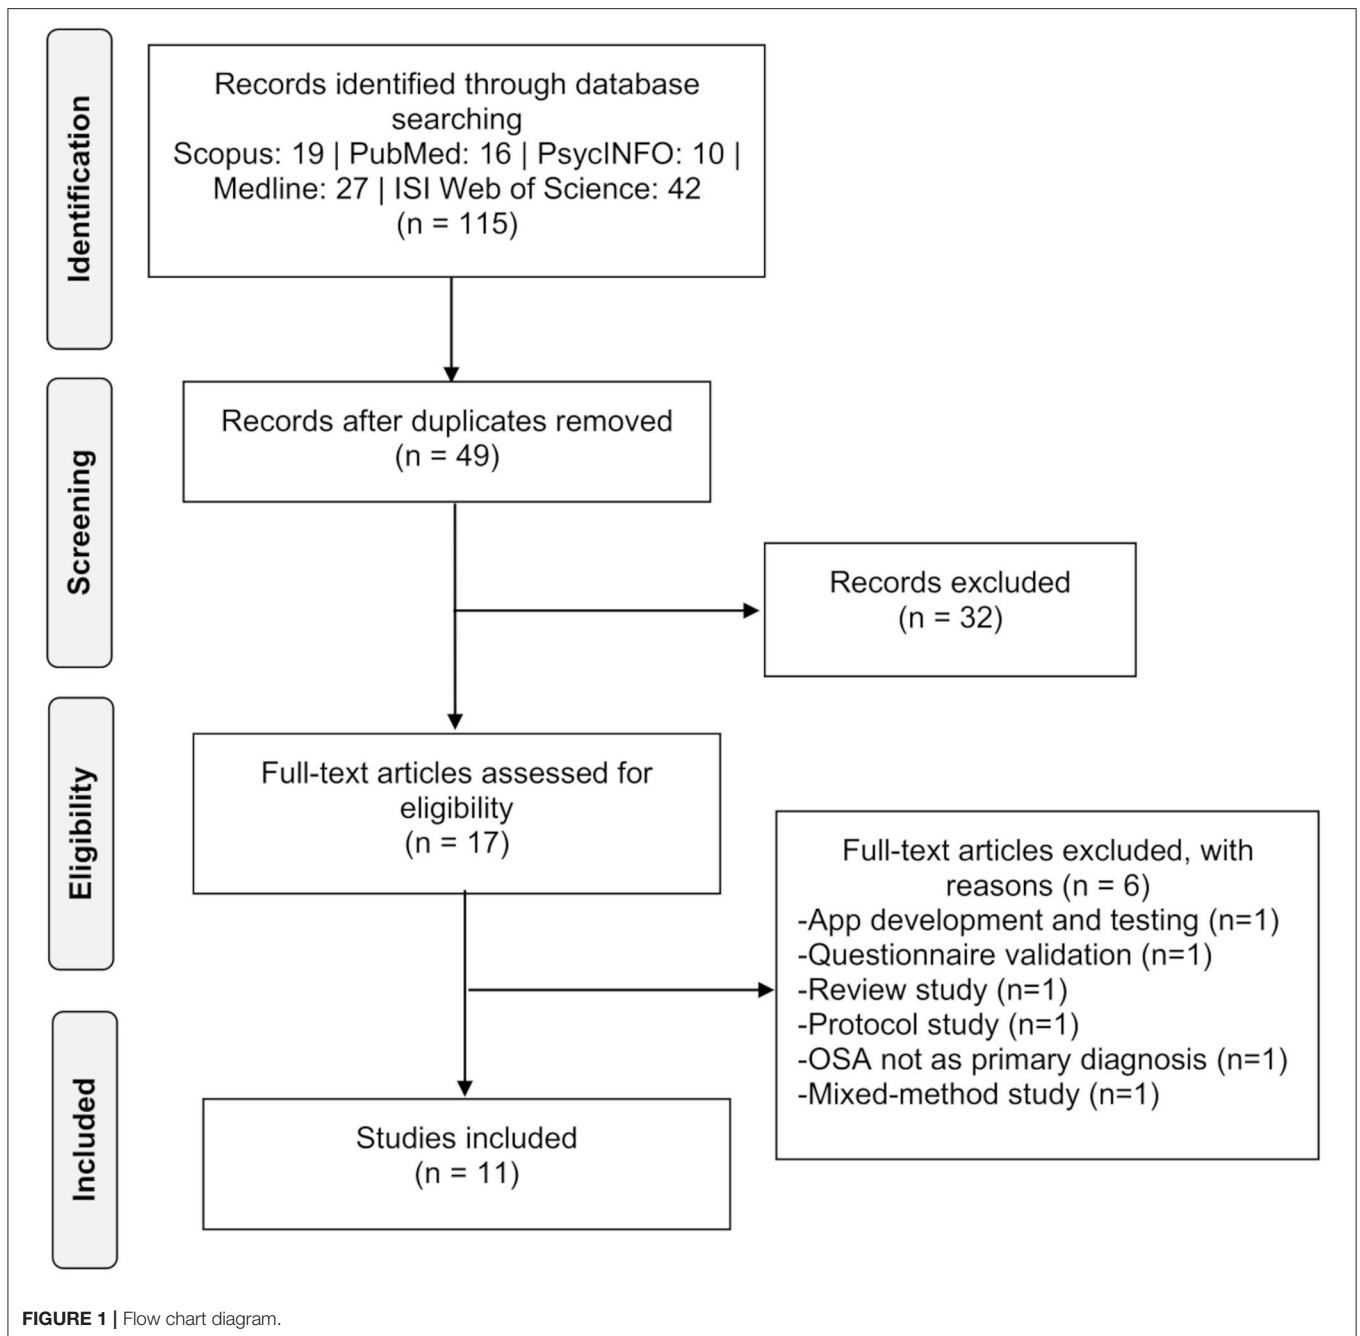 Identification
Records identified through database
searching
Scopus: 19 | PubMed: 16 | PsycINFO: 10 |
Medline: 27 | ISI Web of Science: 42
(n = 115)
Screening
Records after duplicates removed
(n = 49)
Records excluded
(n = 32)
Eligibility
Full-text articles assessed for
eligibility
(n = 17)
Full-text articles excluded, with
reasons (n = 6)
-App development and testing (n=1)
-Questionnaire validation (n=1)
-Review study (n=1)
-Protocol study (n=1)
-OSA not as primary diagnosis (n=1)
-Mixed-method study (n=1)
Included
Studies included
(n = 11)
FIGURE 1 | Flow chart diagram.